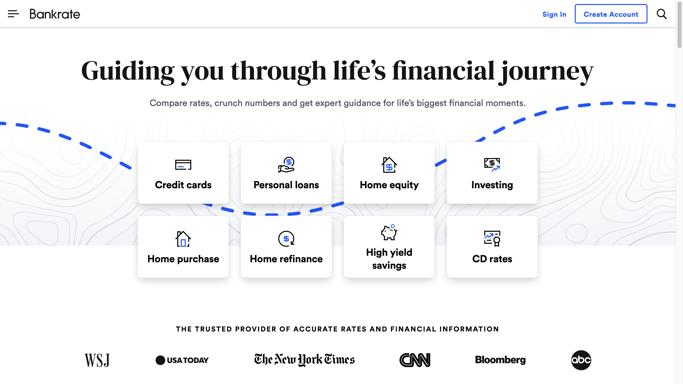 Bankrate
Sign In
Create Account
Guiding you through life's financial journey
Compare rates, crunch numbers and get expert guidance for life's biggest financial moments.
Credit cards
Personal loans
Home equity
Investing
Home purchase
Home refinance
High yield
savings
CD rates
THE TRUSTED PROVIDER OF ACCURATE RATES AND FINANCIAL INFORMATION
WSJ
USA TODAY
The New York Times
CNN
Bloomberg
abc